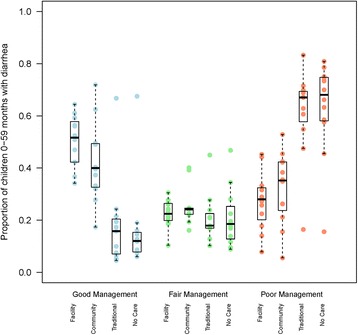 Proportion of children 0−59 months with diarrhea
1.0
0.8
0.6
0.4
0.2
0.0
Good Management Fair Management Poor Management
Facility Community Traditional No Care Facility Community Traditional No Care Facility Community Traditional No Care